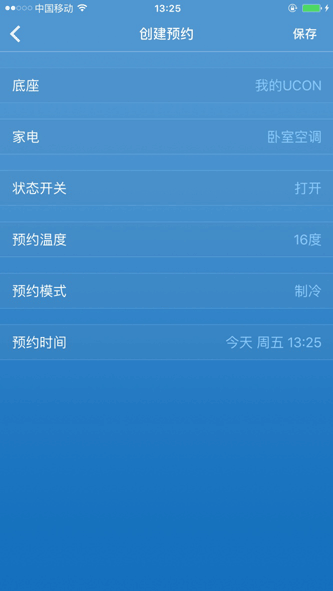 中国移动 13:25
创建预约 保存
底座 我的UCON
家电 卧室空调
状态开关 打开
预约温度 16度
预约模式 制冷
预约时间 今天 周五 13:25